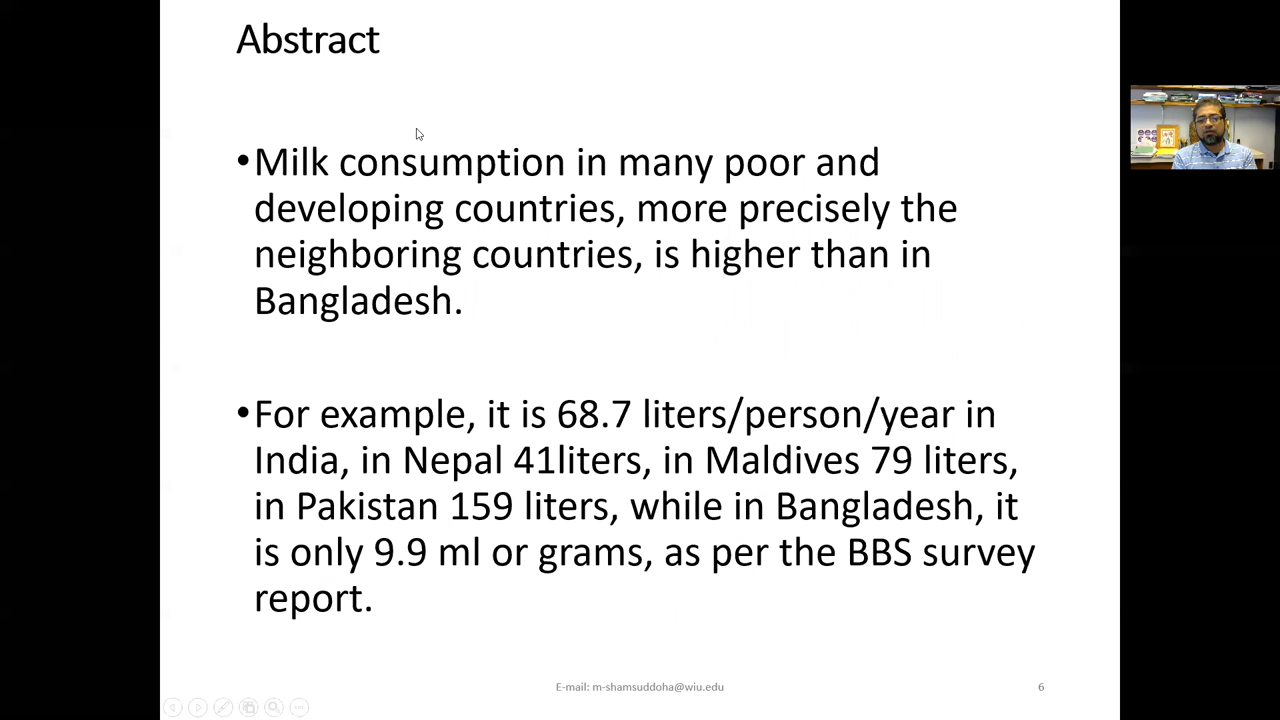 Abstract
•Milk consumption in many poor and
developing countries, more precisely the
neighboring countries, is higher than in
Bangladesh.
•For example, it is 68.7 liters/person/year in
India, in Nepal 41liters, in Maldives 79 liters,
in Pakistan 159 liters, while in Bangladesh, it
is only 9.9 ml or grams, as per the BBS survey
report.
E-mail: m-shamsuddoha@wiu.edu
6